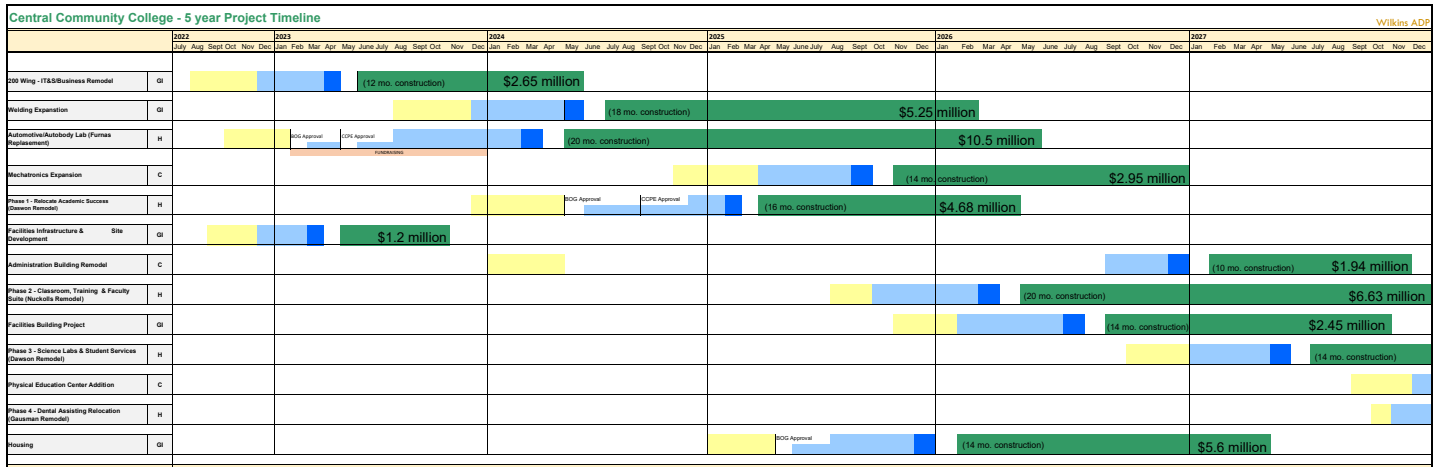 Central Community College - 5 year Project Timeline
Wilkins ADP
2022 2023 2024 2025 2026 2027
July Aug Sept Oct Nov Dec Jan Feb Mar Apr May June July Aug Sept Oct Nov Dec Jan Feb Mar Apr May June July Aug Sept Oct Nov Dec Jan Feb Mar Apr May June July Aug Sept Oct Nov Dec Jan Feb Mar Apr May June July Aug Sept Oct Nov Dec Jan Feb Mar Apr May June July Aug Sept Oct Nov Dec
200 Wing - IT&S/Business Remodel GI (12 mo. construction) $2.65 million
Welding Expantion GI (18 mo. construction) $5.25 million
Automotive/Autobody Lab (Furnas
Replasement) H BOG Approval CCPE Approval (20 mo. construction) $10.5 million
FUNDRAISING
Mechatronics Expansion C (14 mo. construction) $2.95 million
Phase 1 - Relocate Academic Success
(Daswon Remodel) H BOG Approval CCPE Approval (16 mo. construction) $4.68 million
Facilities Infrastructure & Site
Development GI $1.2 million
Administration Building Remodel C (10 mo. construction) $1.94 million
Phase 2 - Classroom, Training & Faculty
Suite (Nuckolls Remodel) H (20 mo. construction) $6.63 million
Facilities Building Project GI (14 mo. construction) $2.45 million
Phase 3 - Science Labs & Student Services
(Dawson Remodel) H (14 mo. construction)
Physical Education Center Addition C
Phase 4 - Dental Assisting Relocation
(Gausman Remodel) H
Housing GI BOG Approval (14 mo. construction) $5.6 million